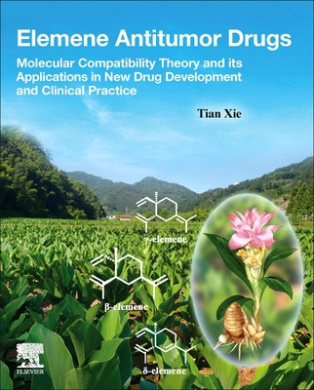 Elemene Antitumor Drugs
Molecular Compatibility Theory and its
Applications in New Drug Development
and Clinical Practice
Tian Xie
γ-elemene
β-elemene
δ-elemene
ELSEVIER